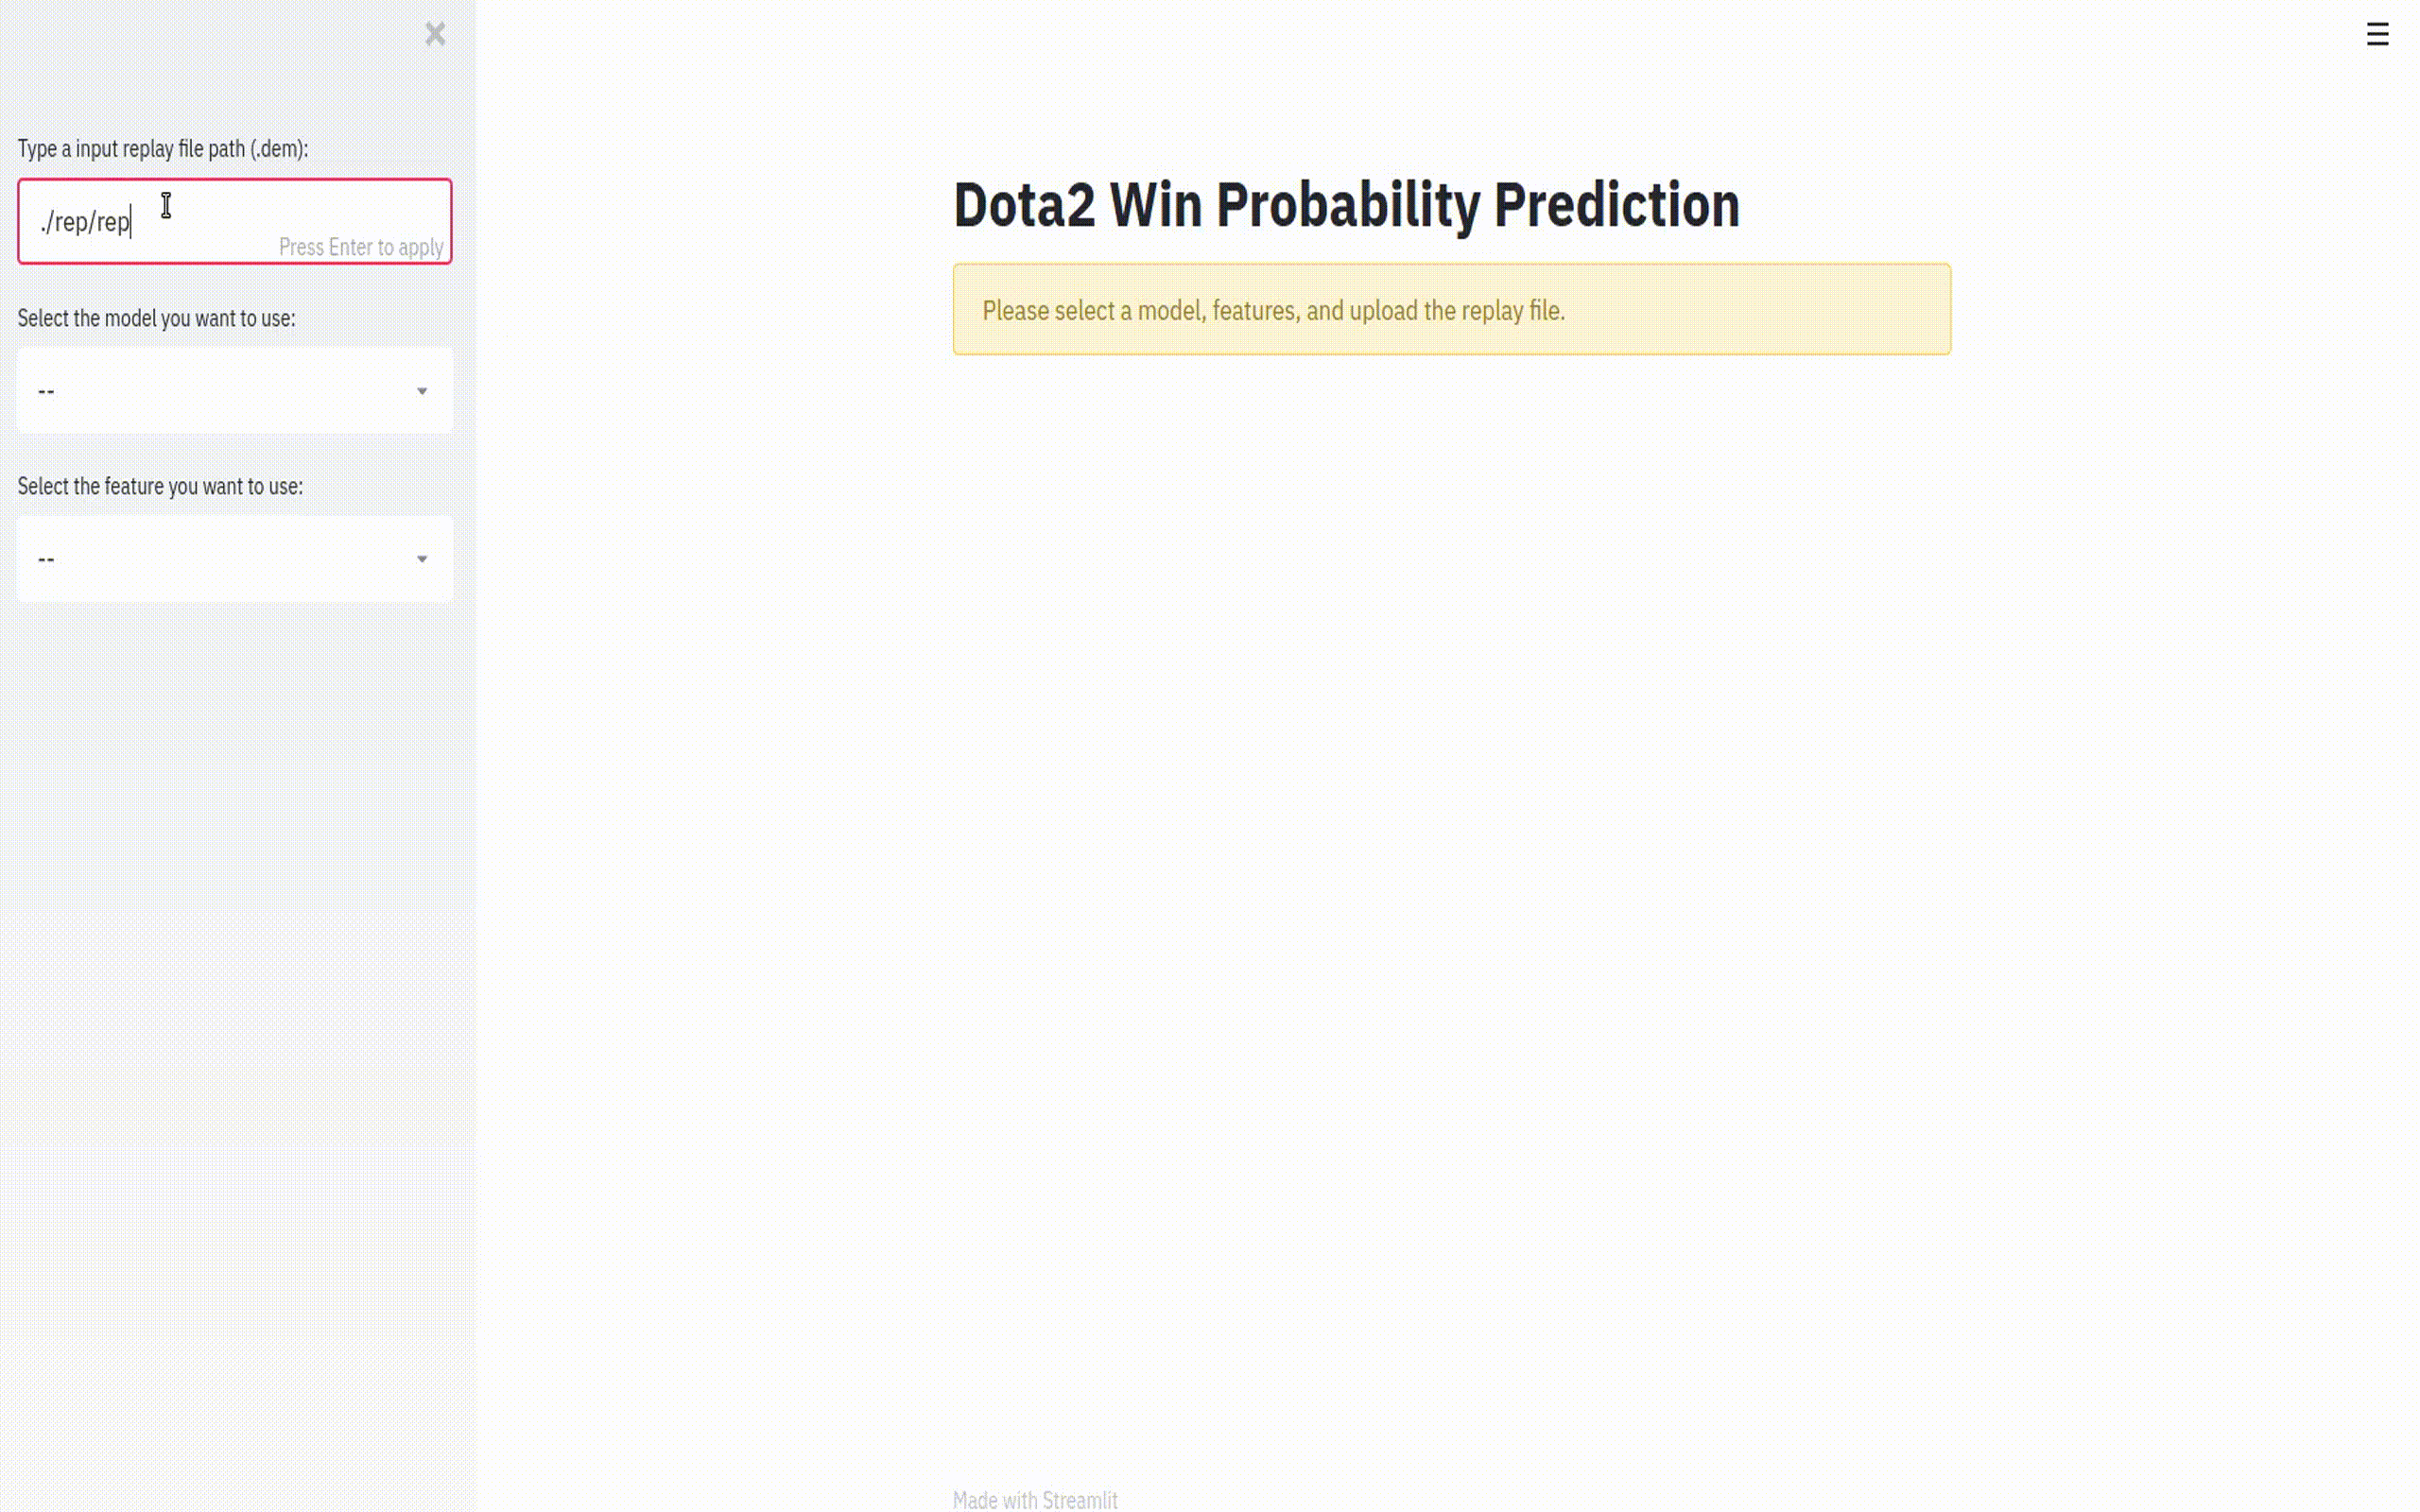 Type a input replay file path (.dem):
./rep/rep
Press Enter to apply
Select the model you want to use:
--
Select the feature you want to use:
--
Dota2 Win Probability Prediction
Please select a model, features, and upload the replay file.
Made with Streamlit